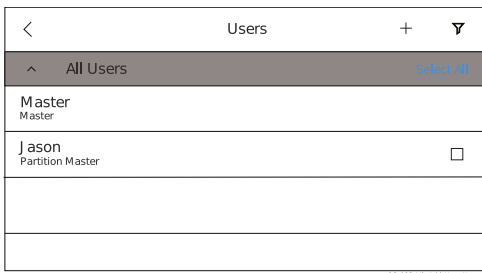 Users
All Users Select All
Master
Master
Jason
Partition Master